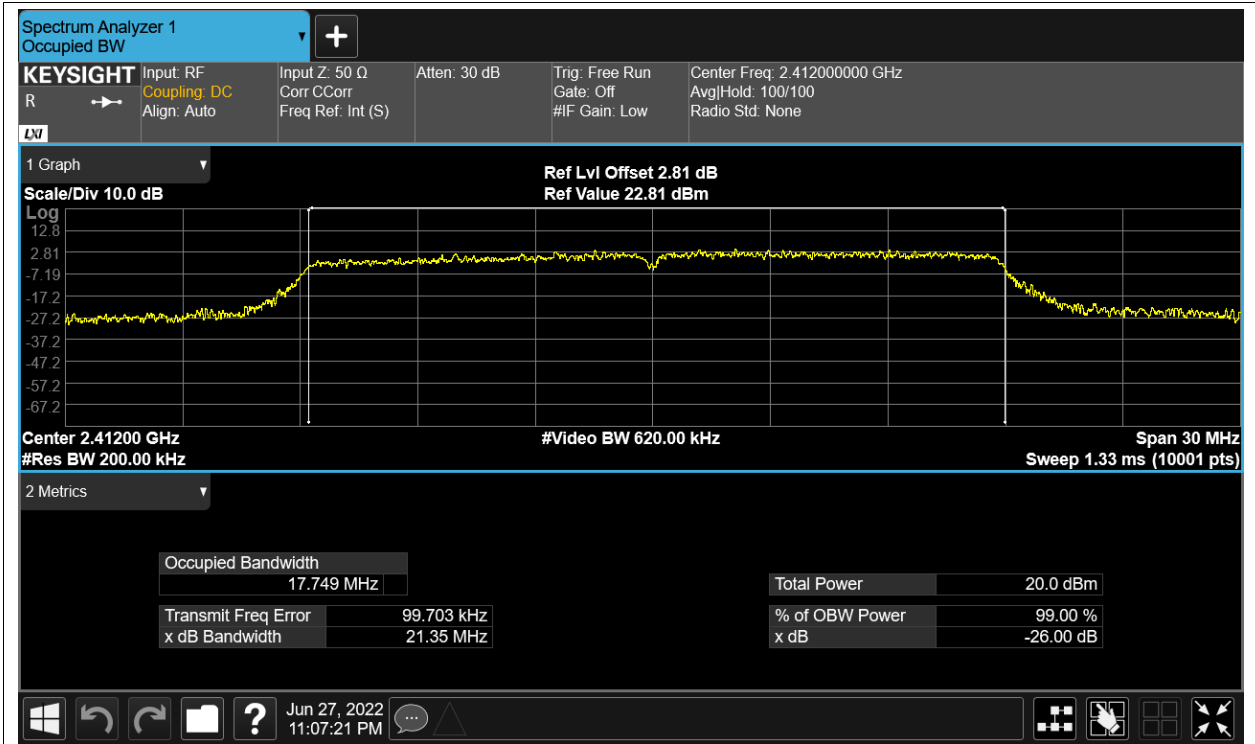 Spectrum Analyzer 1
Occupied BW
KEYSIGHT
R
LXI
Input: RF
Coupling: DC
Align: Auto
Input Z: 50 Ω
Corr CCorr
Freq Ref: Int (S)
Atten: 30 dB
Trig: Free Run
Gate: Off
#IF Gain: Low
Center Freq: 2.412000000 GHz
Avg|Hold: 100/100
Radio Std: None
1 Graph
Scale/Div 10.0 dB
Ref Lvl Offset 2.81 dB
Ref Value 22.81 dBm
Log
12.8
2.81
-7.19
-17.2
-27.2
-37.2
-47.2
-57.2
-67.2
Center 2.41200 GHz
#Video BW 620.00 kHz
Span 30 MHz
#Res BW 200.00 kHz
Sweep 1.33 ms (10001 pts)
2 Metrics
Occupied Bandwidth
17.749 MHz
Transmit Freq Error 99.703 kHz
x dB Bandwidth 21.35 MHz
Total Power 20.0 dBm
% of OBW Power 99.00 %
x dB -26.00 dB
?
Jun 27, 2022
11:07:21 PM